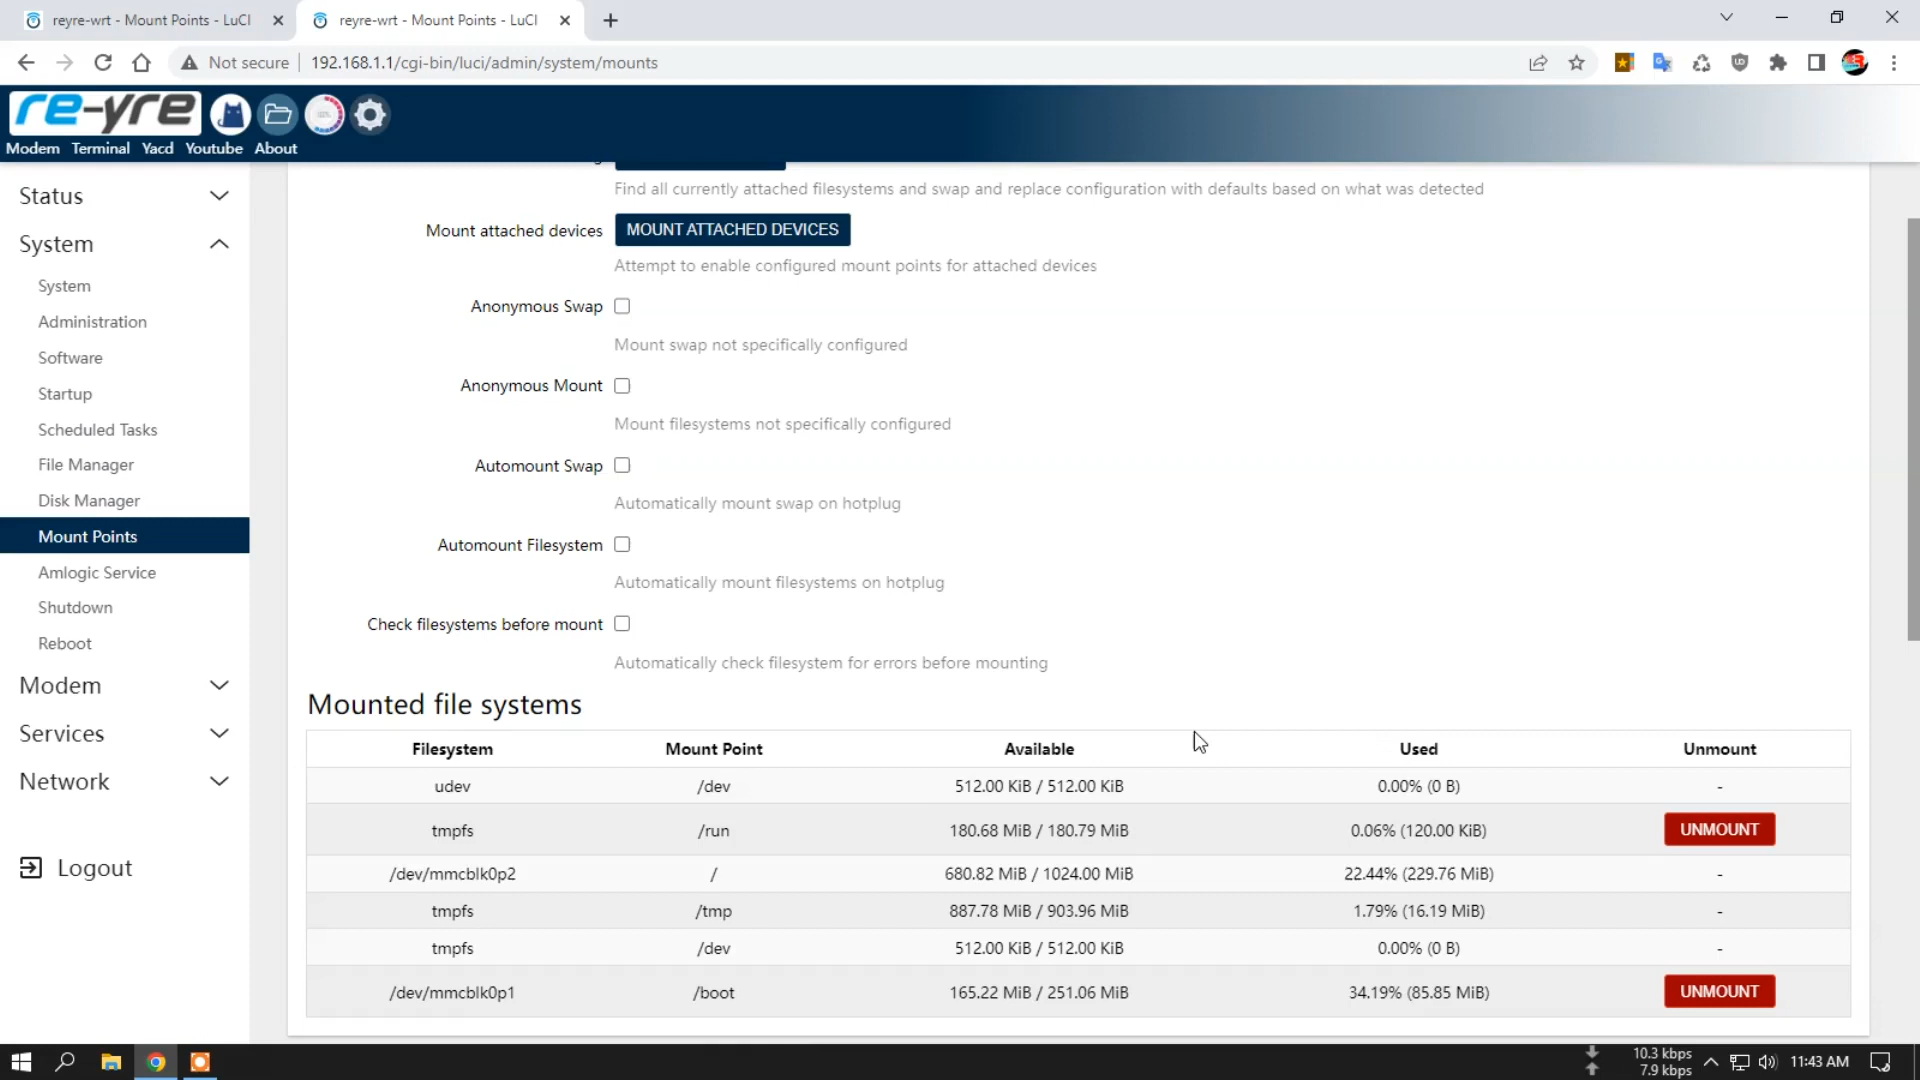 reyre-wrt - Mount Points - LuCI
reyre-wrt - Mount Points - LuCI
Not secure
192.168.1.1/cgi-bin/luci/admin/system/mounts
re-yre
Modem Terminal Yacd Youtube About
Status
System
System
Administration
Software
Startup
Scheduled Tasks
File Manager
Disk Manager
Mount Points
Amlogic Service
Shutdown
Reboot
Modem
Services
Network
Logout
Find all currently attached filesystems and swap and replace configuration with defaults based on what was detected
Mount attached devices MOUNT ATTACHED DEVICES
Attempt to enable configured mount points for attached devices
Anonymous Swap
Mount swap not specifically configured
Anonymous Mount
Mount filesystems not specifically configured
Automount Swap
Automatically mount swap on hotplug
Automount Filesystem
Automatically mount filesystems on hotplug
Check filesystems before mount
Automatically check filesystem for errors before mounting
Mounted file systems
Filesystem Mount Point Available Used Unmount
udev /dev 512.00 KiB / 512.00 KiB 0.00% (0 B) -
tmpfs /run 180.68 MiB / 180.79 MiB 0.06% (120.00 KiB) UNMOUNT
/dev/mmcblk0p2 / 680.82 MiB / 1024.00 MiB 22.44% (229.76 MiB) -
tmpfs /tmp 887.78 MiB / 903.96 MiB 1.79% (16.19 MiB) -
tmpfs /dev 512.00 KiB / 512.00 KiB 0.00% (0 B) -
/dev/mmcblk0p1 /boot 165.22 MiB / 251.06 MiB 34.19% (85.85 MiB) UNMOUNT
10.3 kbps
7.9 kbps
11:43 AM